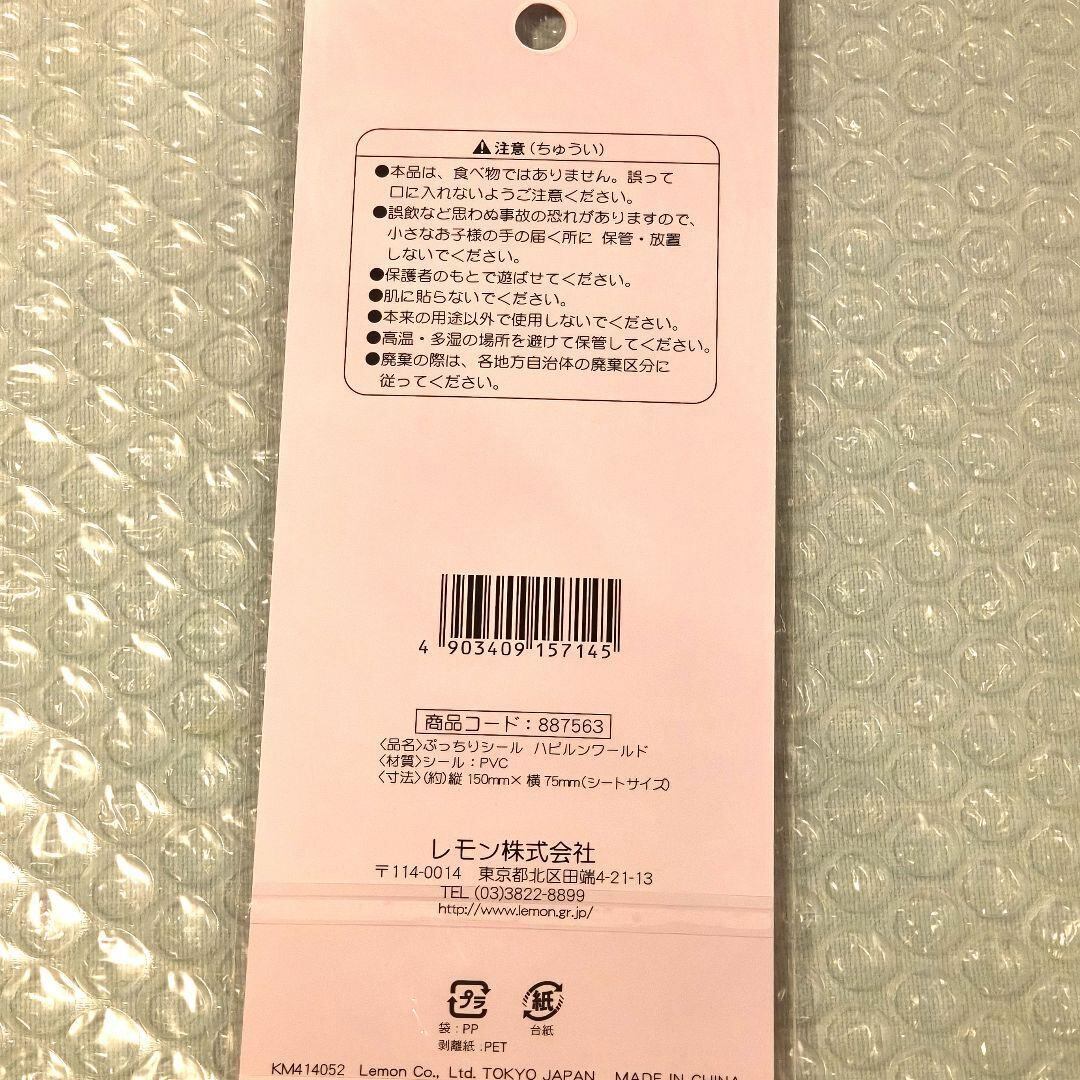 ⚠注意(ちゅうい)
●本品は、食べ物ではありません。誤って
口に入れないようご注意ください。
●誤飲など思わぬ事故の恐れがありますので、
小さなお子様の手の届く所に 保管・放置
しないでください。
●保護者のもとで遊ばせてください。
●肌に貼らないでください。
●本来の用途以外で使用しないでください。
●高温・多湿の場所を避けて保管してください。
●廃棄の際は、各地方自治体の廃棄区分に
従ってください。
4 903409 157145
商品コード:887563
〈品名〉ぷっちりシール ハピルンワールド
〈材質〉シール:PVC
〈寸法〉(約)縦 150mm×横 75mm(シートサイズ)
レモン株式会社
〒114-0014 東京都北区田端4-21-13
TEL (03)3822-8899
http://www.lemon.gr.jp/
プラ 紙
袋:PP 台紙
剥離紙:PET
KM414052 Lemon Co., Ltd. TOKYO JAPAN MADE IN CHINA